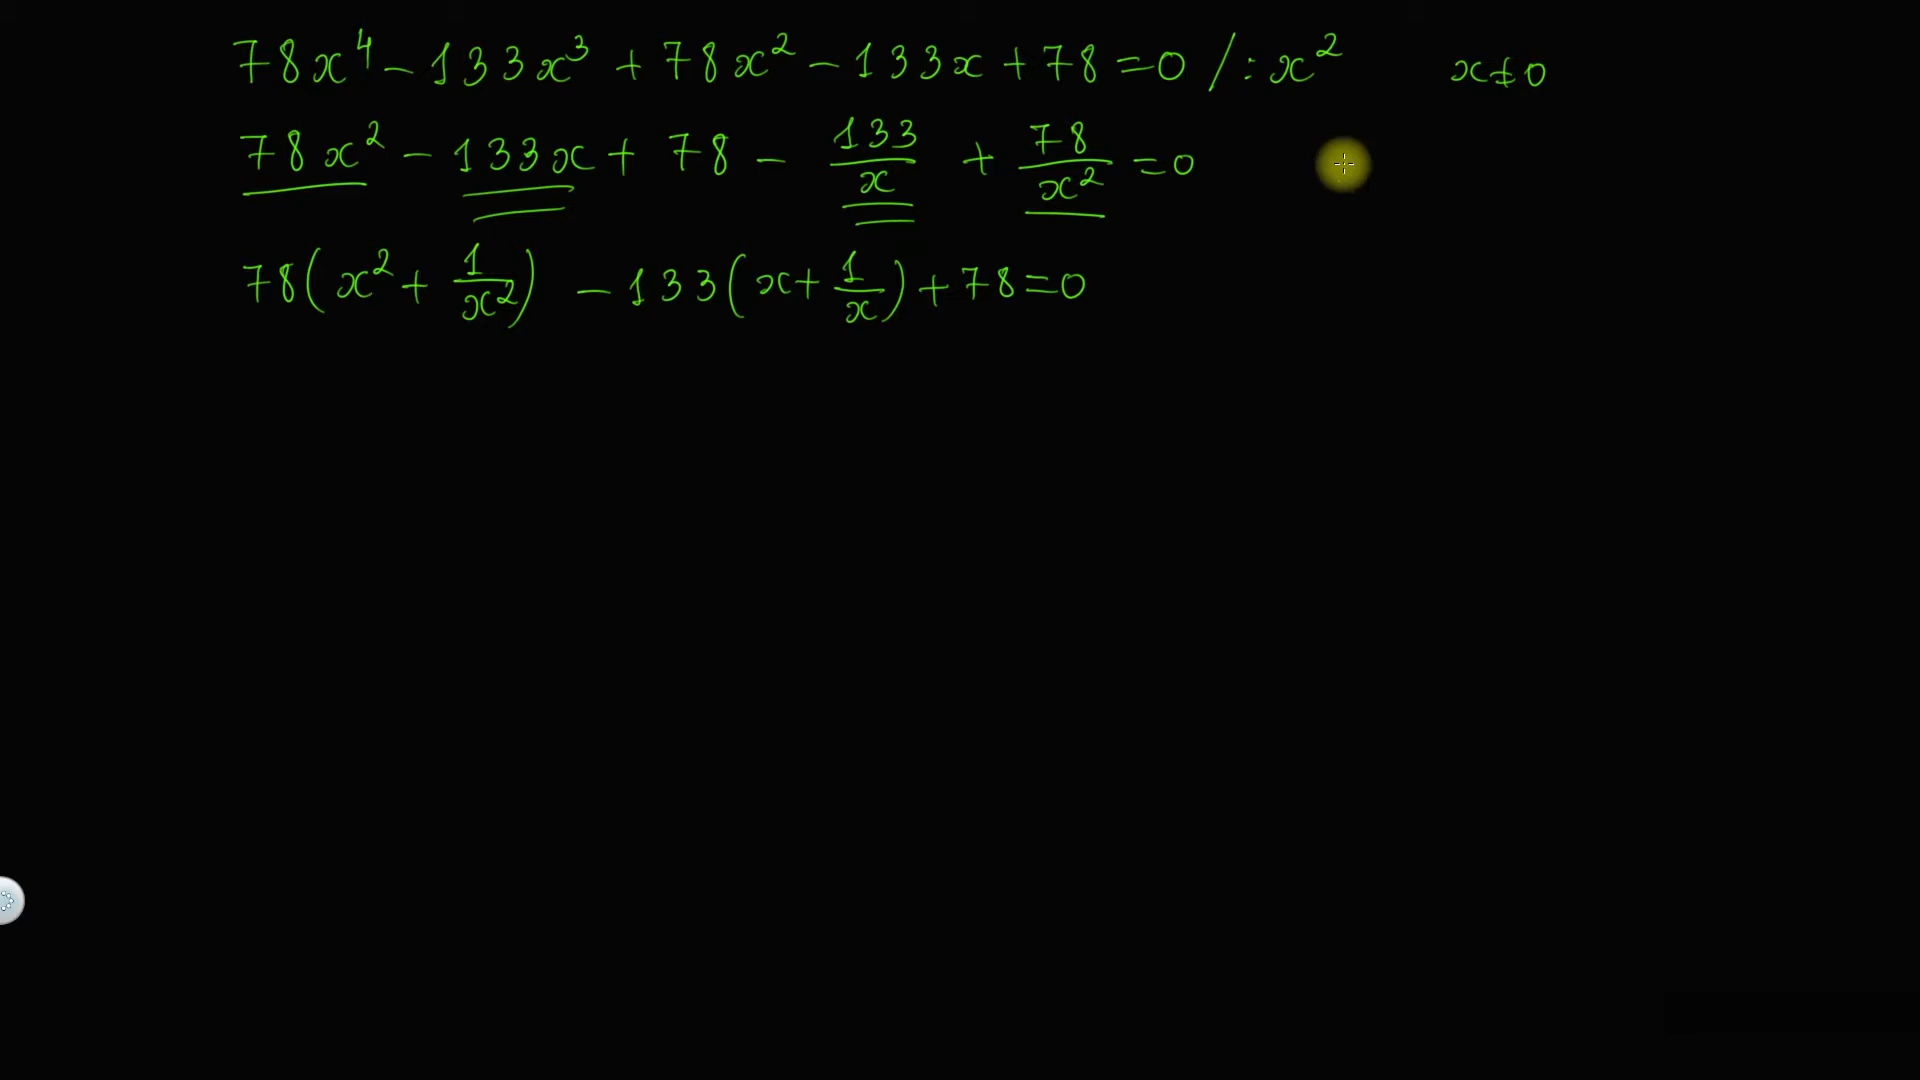 78x⁴ - 133x³ + 78x² - 133x + 78 = 0 / : x² x ≠ 0
78x² - 133x + 78 - 133/x + 78/x² = 0
78(x² + 1/x²) - 133(x + 1/x) + 78 = 0